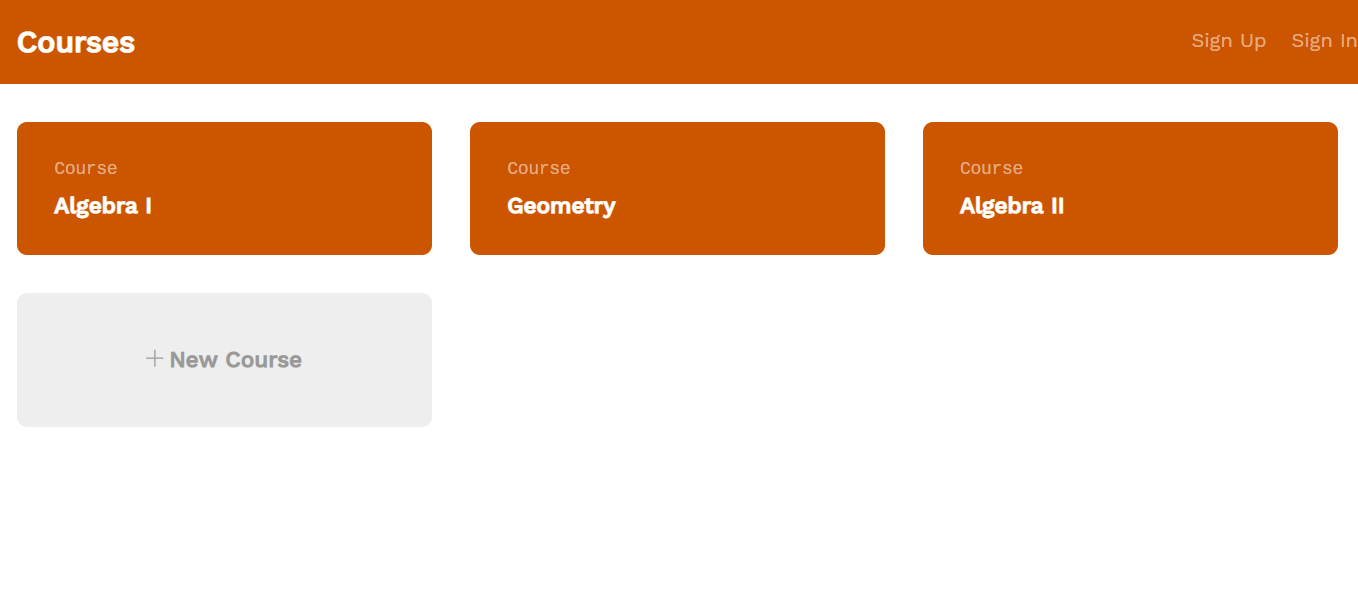 Courses
Sign Up Sign In
Course
Algebra I
Course
Geometry
Course
Algebra II
+ New Course